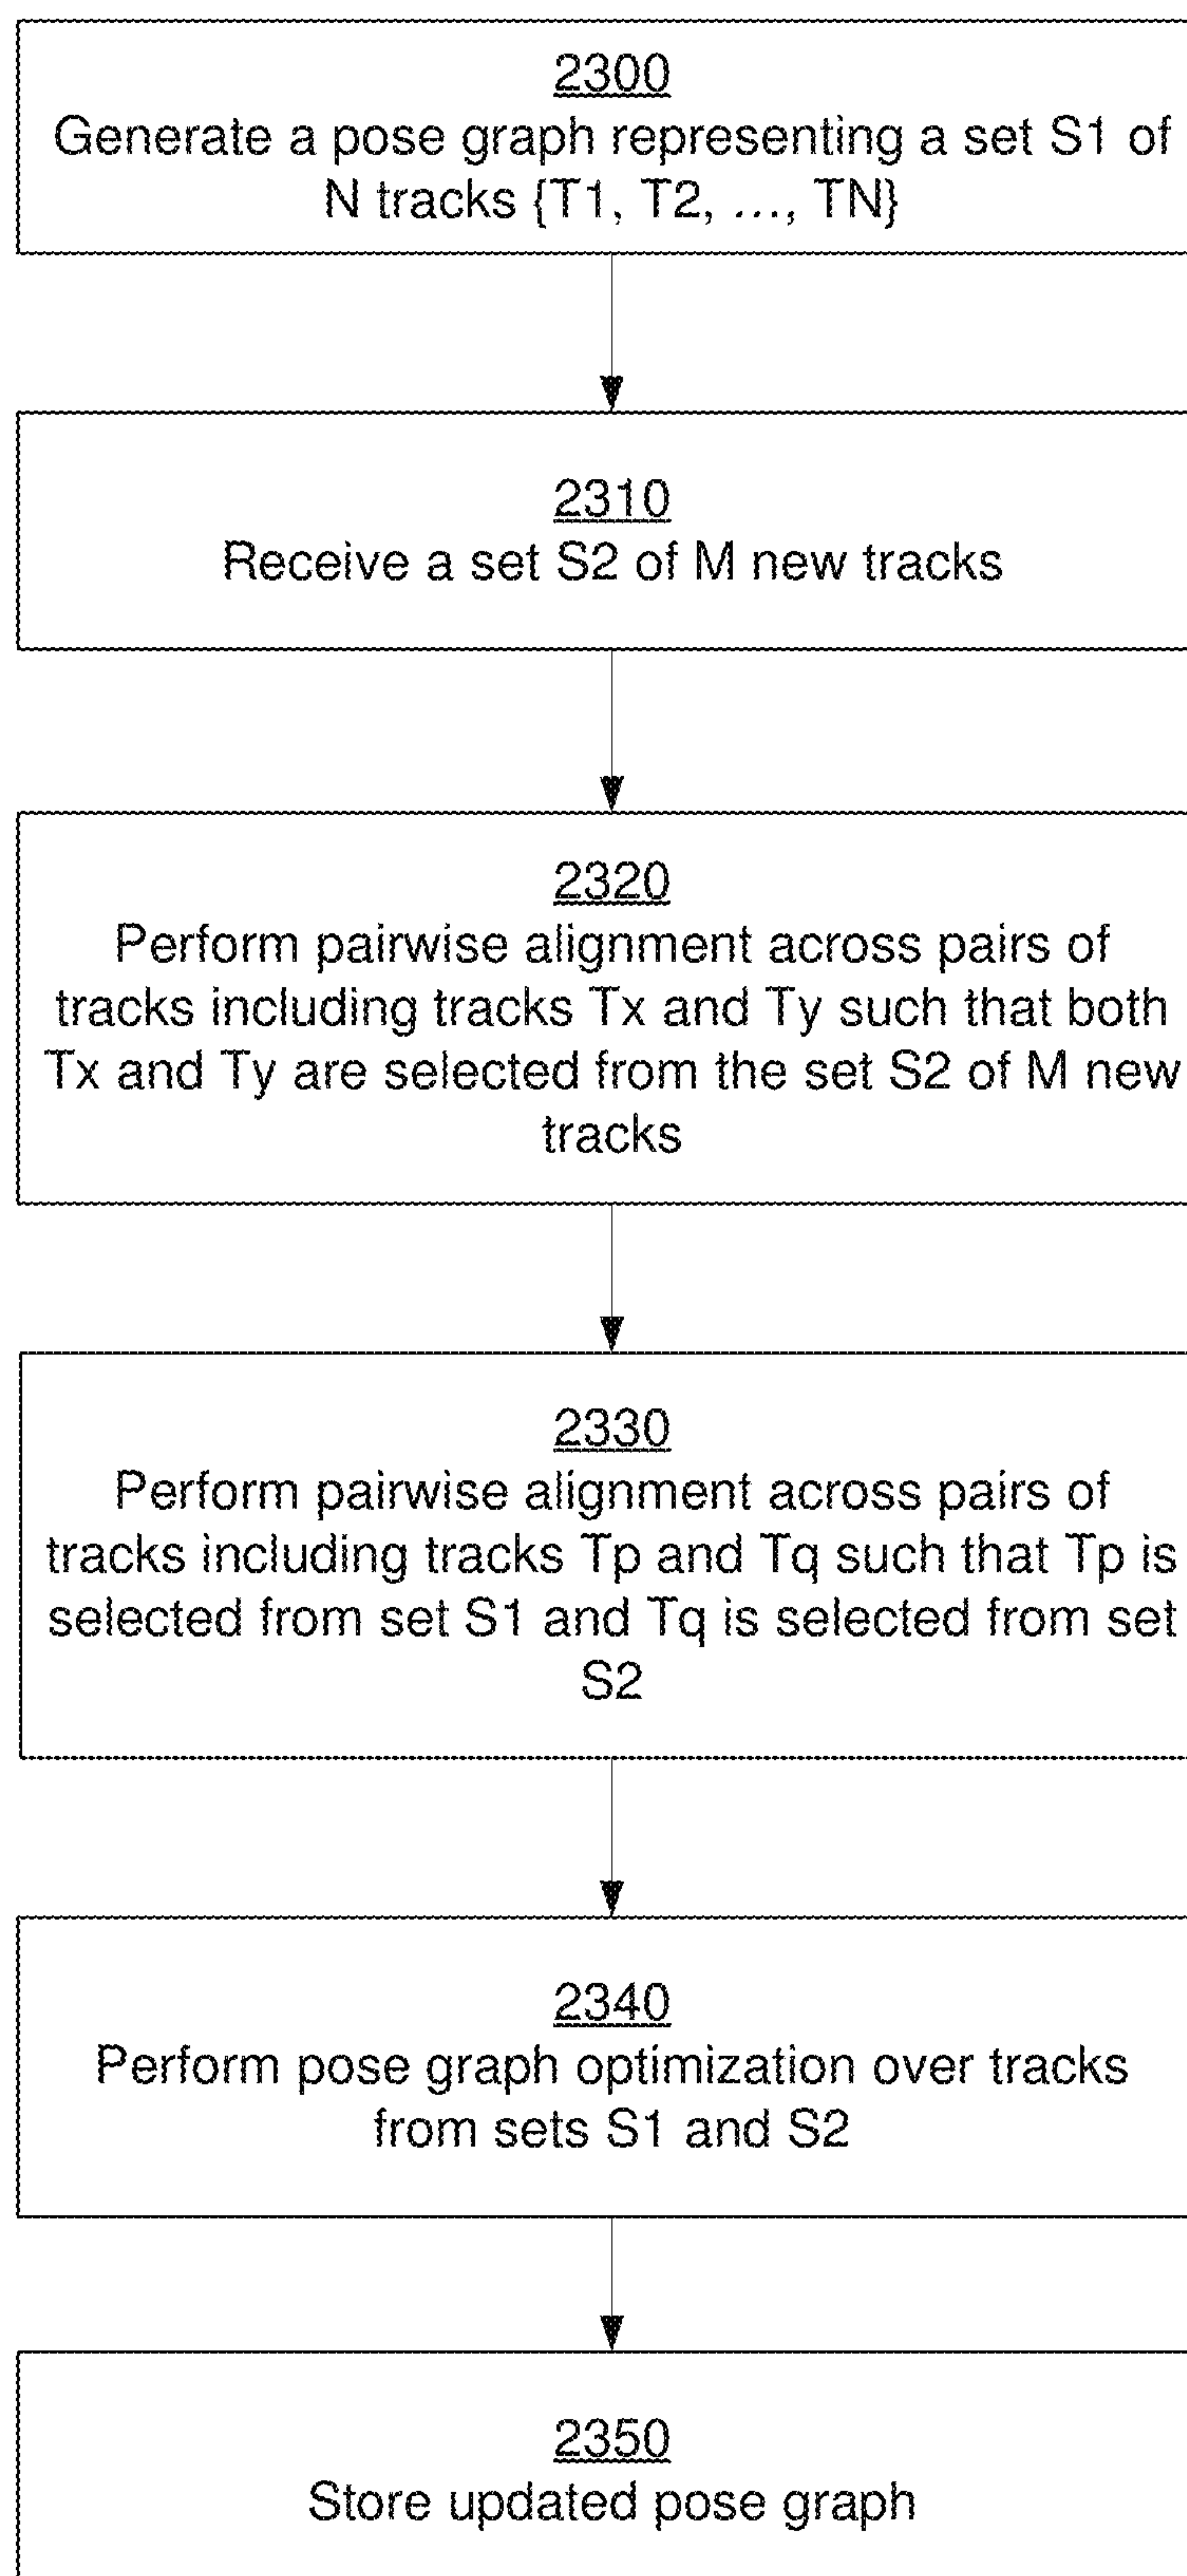 2300
Generate a pose graph representing a set S1 of
N tracks {T1, T2, …, TN}
2310
Receive a set S2 of M new tracks
2320
Perform pairwise alignment across pairs of
tracks including tracks Tx and Ty such that both
Tx and Ty are selected from the set S2 of M new
tracks
2330
Perform pairwise alignment across pairs of
tracks including tracks Tp and Tq such that Tp is
selected from set S1 and Tq is selected from set
S2
2340
Perform pose graph optimization over tracks
from sets S1 and S2
2350
Store updated pose graph